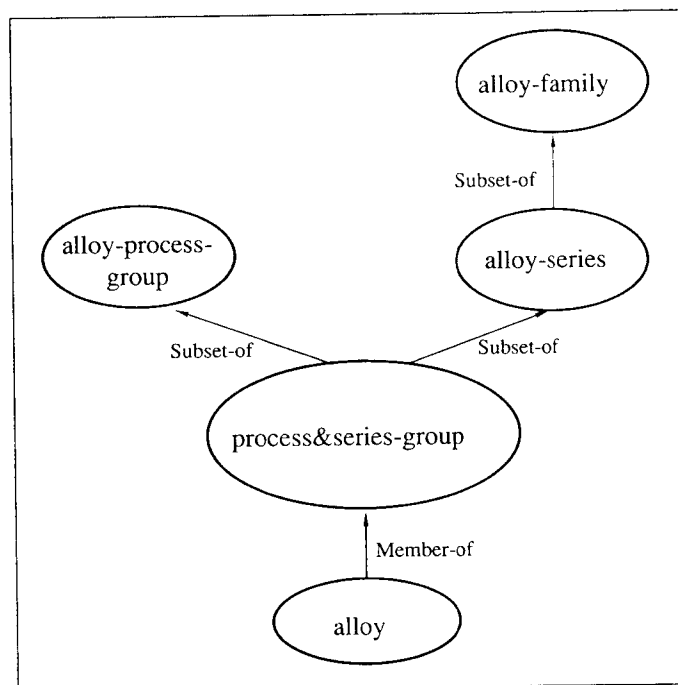 alloy-family
Subset-of
alloy-process-
group
alloy-series
Subset-of
Subset-of
process&series-group
Member-of
alloy